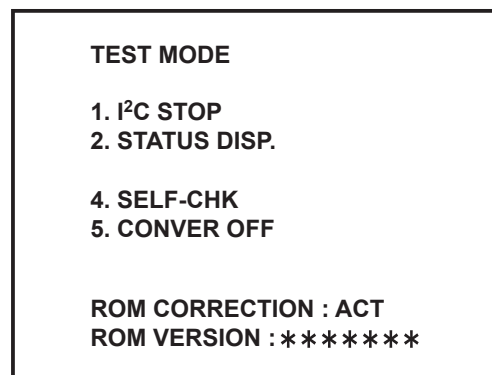 TEST MODE
1. I²C STOP
2. STATUS DISP.
4. SELF-CHK
5. CONVER OFF
ROM CORRECTION : ACT
ROM VERSION : *******